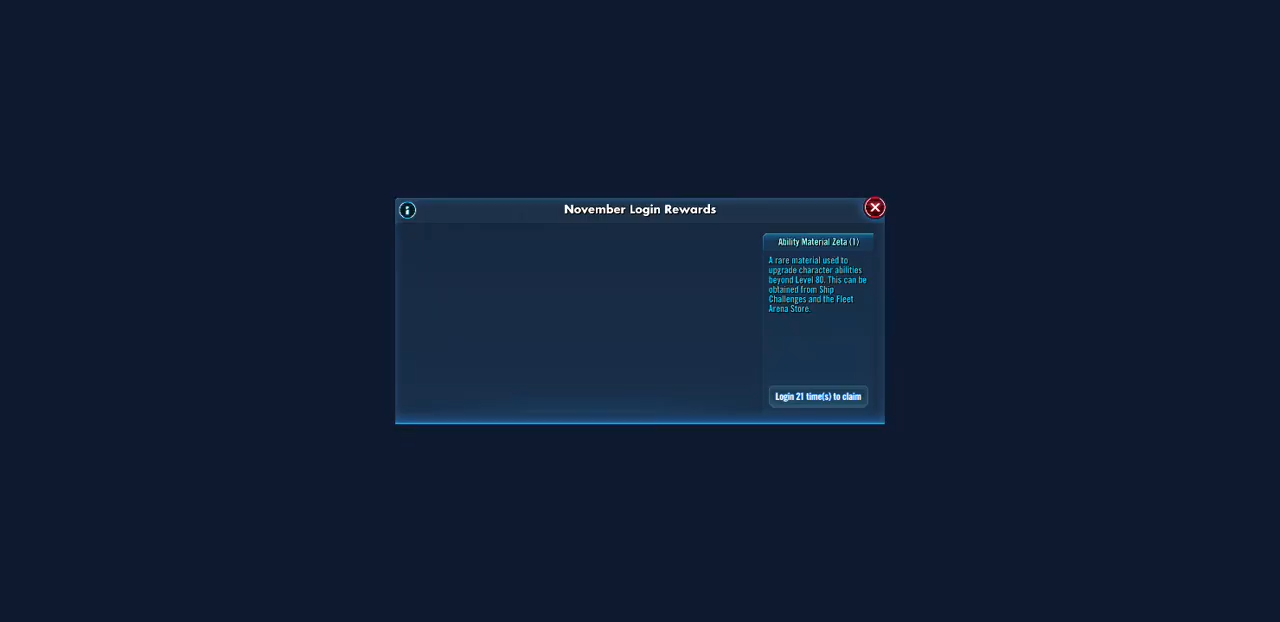 November Login Rewards
Ability Material Zeta (1)
A rare material used to
upgrade character abilities
beyond Level 80. This can be
obtained from Ship
Challenges and the Fleet
Arena Store.
Login 21 time(s) to claim